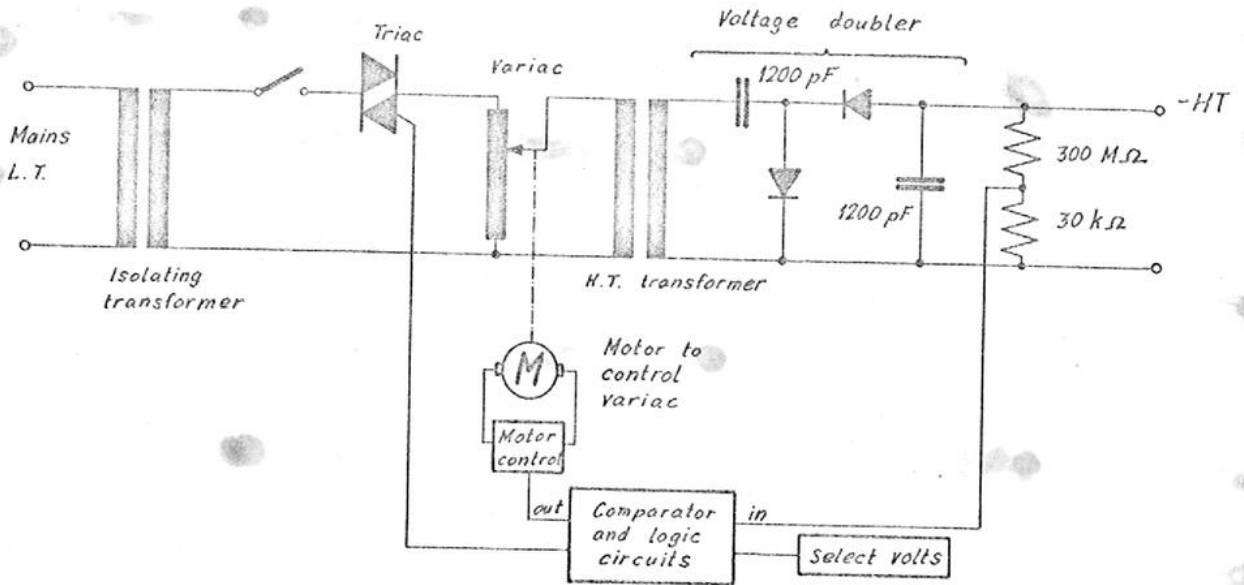 Voltage doubler
Triac
Variac
1200 pF
-HT
Mains
L.T.
300 MΩ
1200 pF
30 kΩ
Isolating
transformer
H.T. transformer
M
Motor to
control
variac
Motor
control
out
in
Comparator
and logic
circuits
Select volts